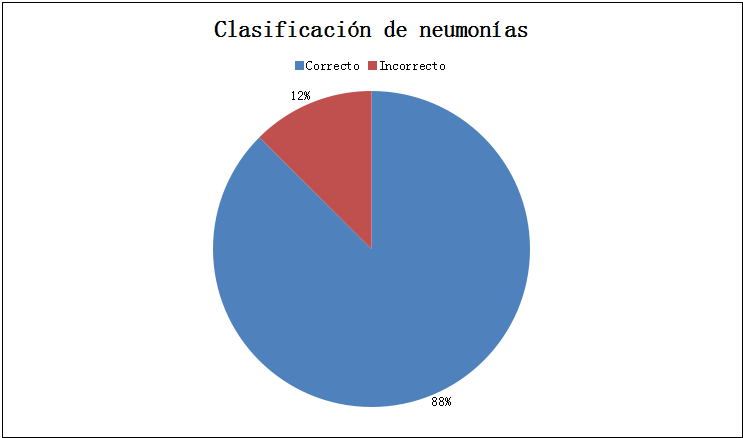 Clasificación de neumonías
Correcto Incorrecto
12%
88%